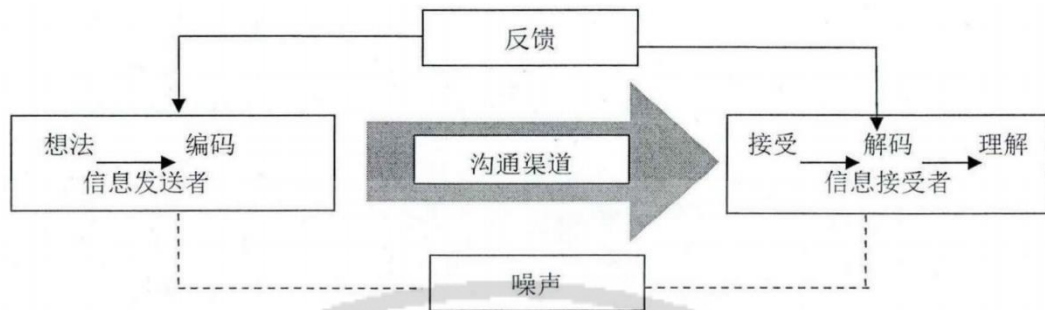 反馈
想法 编码
信息发送者
沟通渠道
接受 解码 理解
信息接受者
噪声